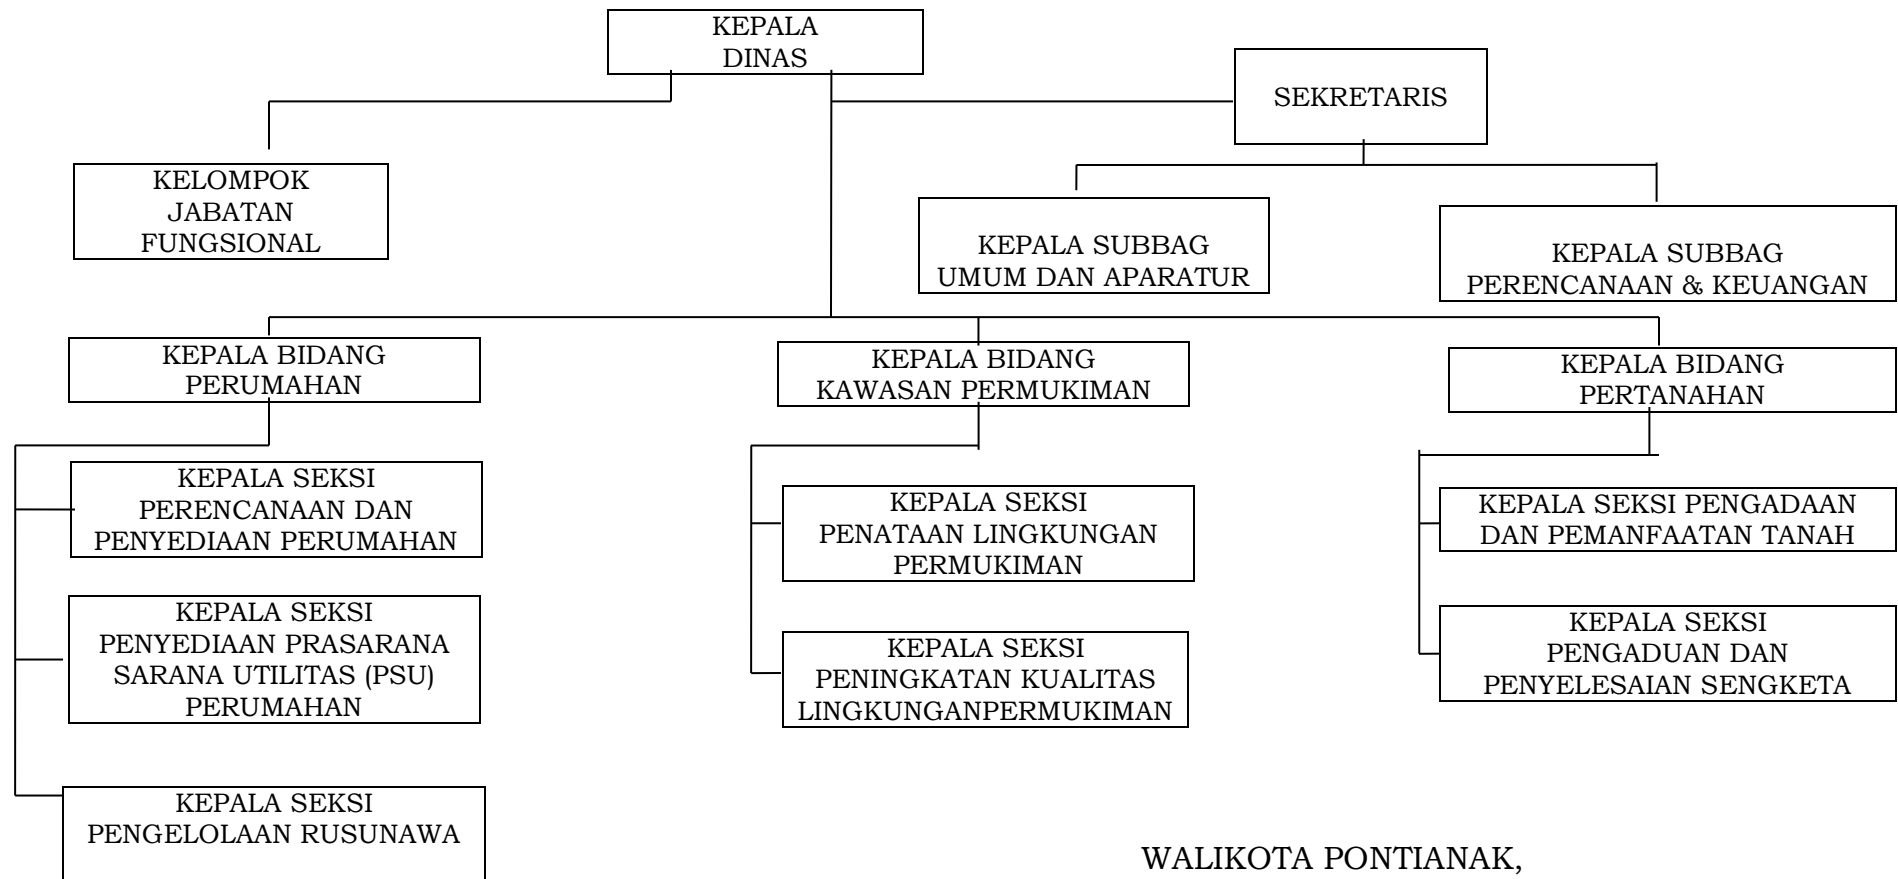 KEPALA
DINAS
SEKRETARIS
KELOMPOK
JABATAN
FUNGSIONAL
KEPALA SUBBAG
UMUM DAN APARATUR
KEPALA SUBBAG
PERENCANAAN & KEUANGAN
KEPALA BIDANG
PERUMAHAN
KEPALA BIDANG
KAWASAN PERMUKIMAN
KEPALA BIDANG
PERTANAHAN
KEPALA SEKSI
PERENCANAAN DAN
PENYEDIAAN PERUMAHAN
KEPALA SEKSI
PENYEDIAAN PRASARANA
SARANA UTILITAS (PSU)
PERUMAHAN
KEPALA SEKSI
PENGELOLAAN RUSUNAWA
KEPALA SEKSI
PENATAAN LINGKUNGAN
PERMUKIMAN
KEPALA SEKSI
PENINGKATAN KUALITAS
LINGKUNGANPERMUKIMAN
KEPALA SEKSI PENGADAAN
DAN PEMANFAATAN TANAH
KEPALA SEKSI
PENGADUAN DAN
PENYELESAIAN SENGKETA
WALIKOTA PONTIANAK,